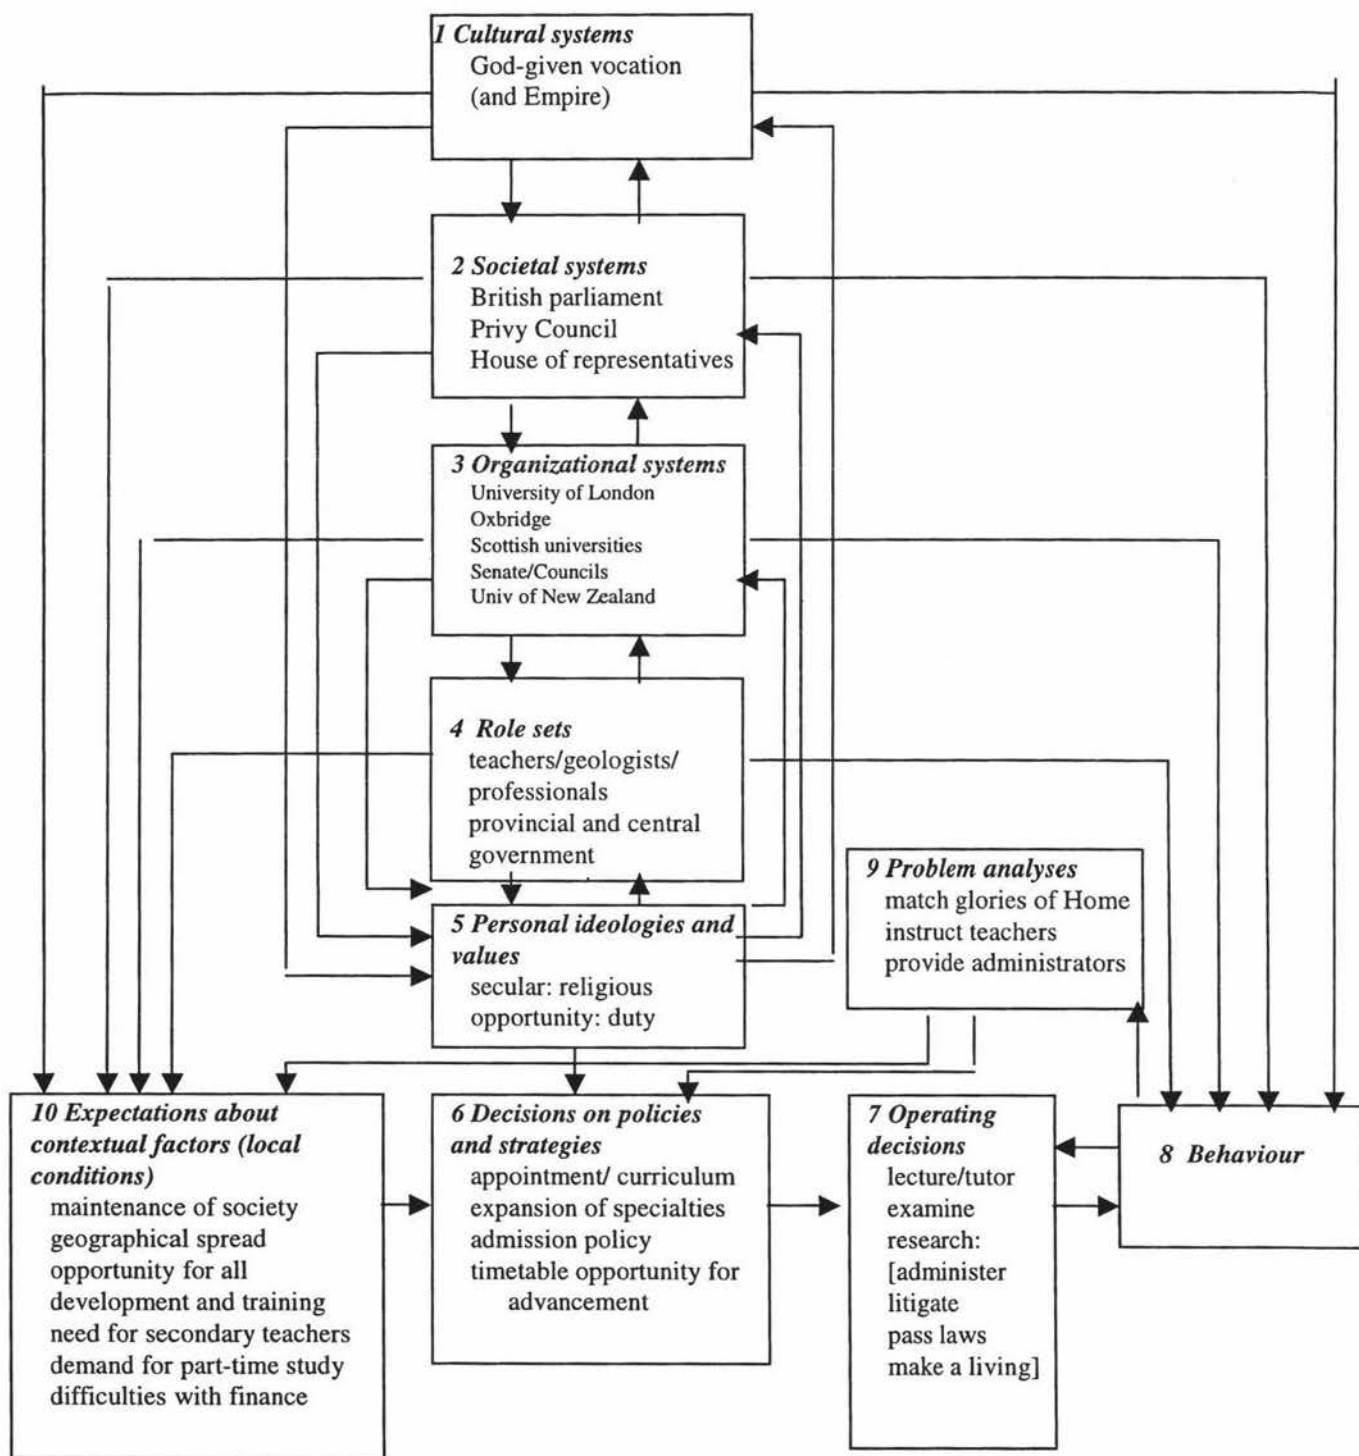 1 Cultural systems
God-given vocation
(and Empire)
2 Societal systems
British parliament
Privy Council
House of representatives
3 Organizational systems
University of London
Oxbridge
Scottish universities
Senate/Councils
Univ of New Zealand
4 Role sets
teachers/geologists/
professionals
provincial and central
government
5 Personal ideologies and
values
secular: religious
opportunity: duty
9 Problem analyses
match glories of Home
instruct teachers
provide administrators
10 Expectations about
contextual factors (local
conditions)
maintenance of society
geographical spread
opportunity for all
development and training
need for secondary teachers
demand for part-time study
difficulties with finance
6 Decisions on policies
and strategies
appointment/ curriculum
expansion of specialties
admission policy
timetable opportunity for
advancement
7 Operating
decisions
lecture/tutor
examine
research:
[administer
litigate
pass laws
make a living]
8 Behaviour